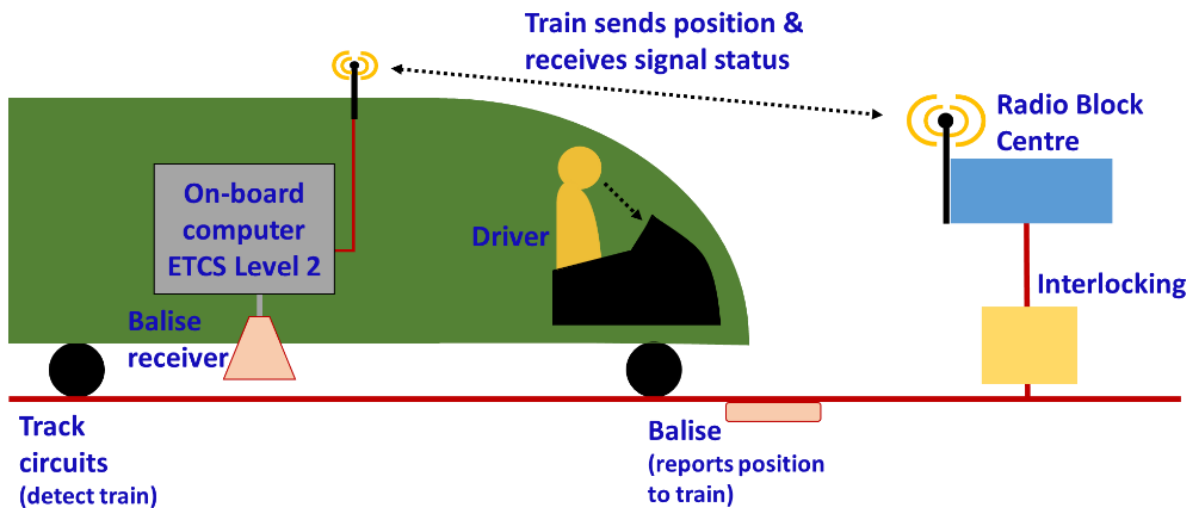 Train sends position &
receives signal status
Radio Block
Centre
On-board
computer
ETCS Level 2
Driver
Interlocking
Balise
receiver
Track
circuits
(detect train)
Balise
(reports position
to train)